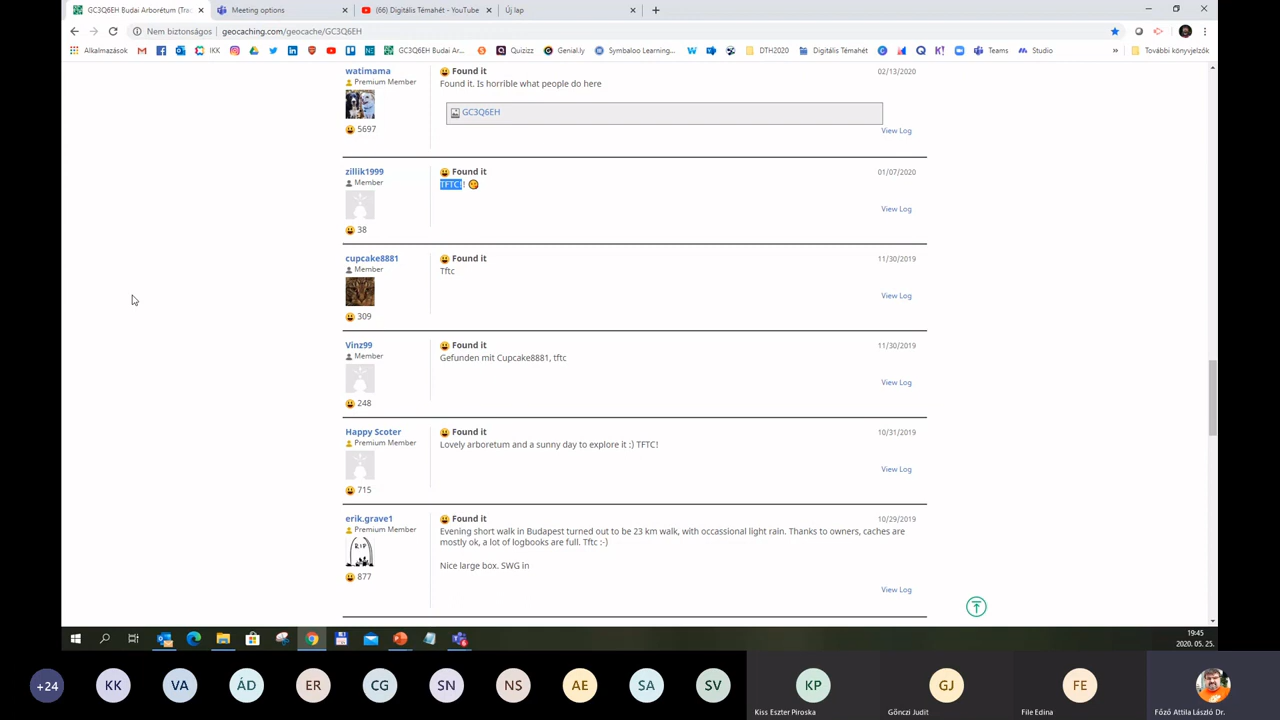 GC3Q6EH Budai Arborétum (Tra
Meeting options
(66) Digitális Témahét - YouTube
Új lap
Nem biztonságos
geocaching.com/geocache/GC3Q6EH
Alkalmazások
IKK
GC3Q6EH Budai Ar...
Quizizz
Genial.ly
Symbaloo Learning...
DTH2020
Digitális Témahét
Teams
Studio
»
További könyvjelzők
watimama
Premium Member
5697
Found it
02/13/2020
Found it. Is horrible what people do here
GC3Q6EH
View Log
zillik1999
Member
38
Found it
01/07/2020
TFTC!!
View Log
cupcake8881
Member
309
Found it
11/30/2019
Tftc
View Log
Vinz99
Member
248
Found it
11/30/2019
Gefunden mit Cupcake8881, tftc
View Log
Happy Scoter
Premium Member
715
Found it
10/31/2019
Lovely arboretum and a sunny day to explore it :) TFTC!
View Log
erik.grave1
Premium Member
R.I.P
877
Found it
10/29/2019
Evening short walk in Budapest turned out to be 23 km walk, with occassional light rain. Thanks to owners, caches are
mostly ok, a lot of logbooks are full. Tftc :-)
Nice large box. SWG in
View Log
19:45
2020. 05. 25.
+24
KK
VA
ÁD
ER
CG
SN
NS
AE
SA
SV
KP
Kiss Eszter Piroska
GJ
Gőnczi Judit
FE
File Edina
Főző Attila László Dr.